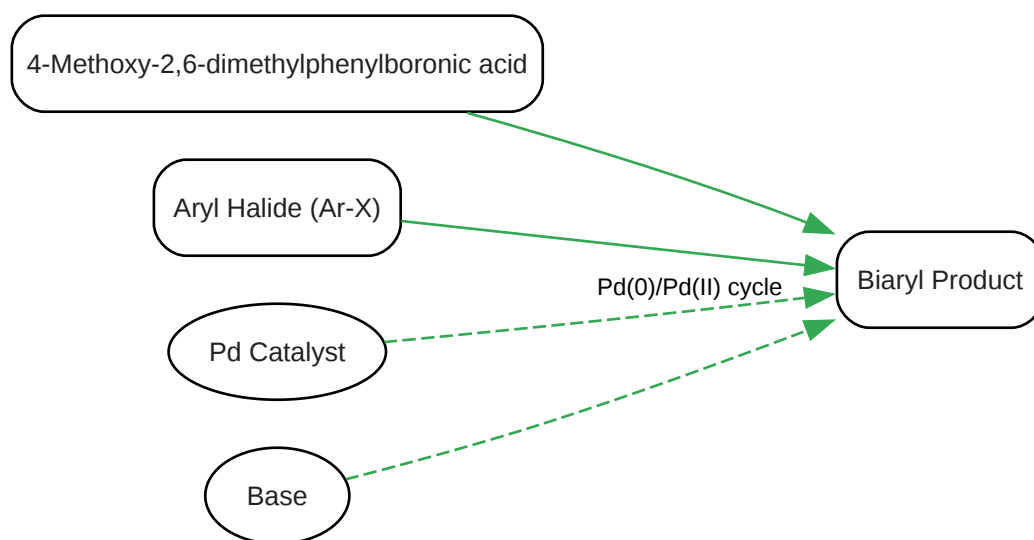 4-Methoxy-2,6-dimethylphenylboronic acid
Aryl Halide (Ar-X)
Biaryl Product
Pd(0)/Pd(II) cycle
Pd Catalyst
Base